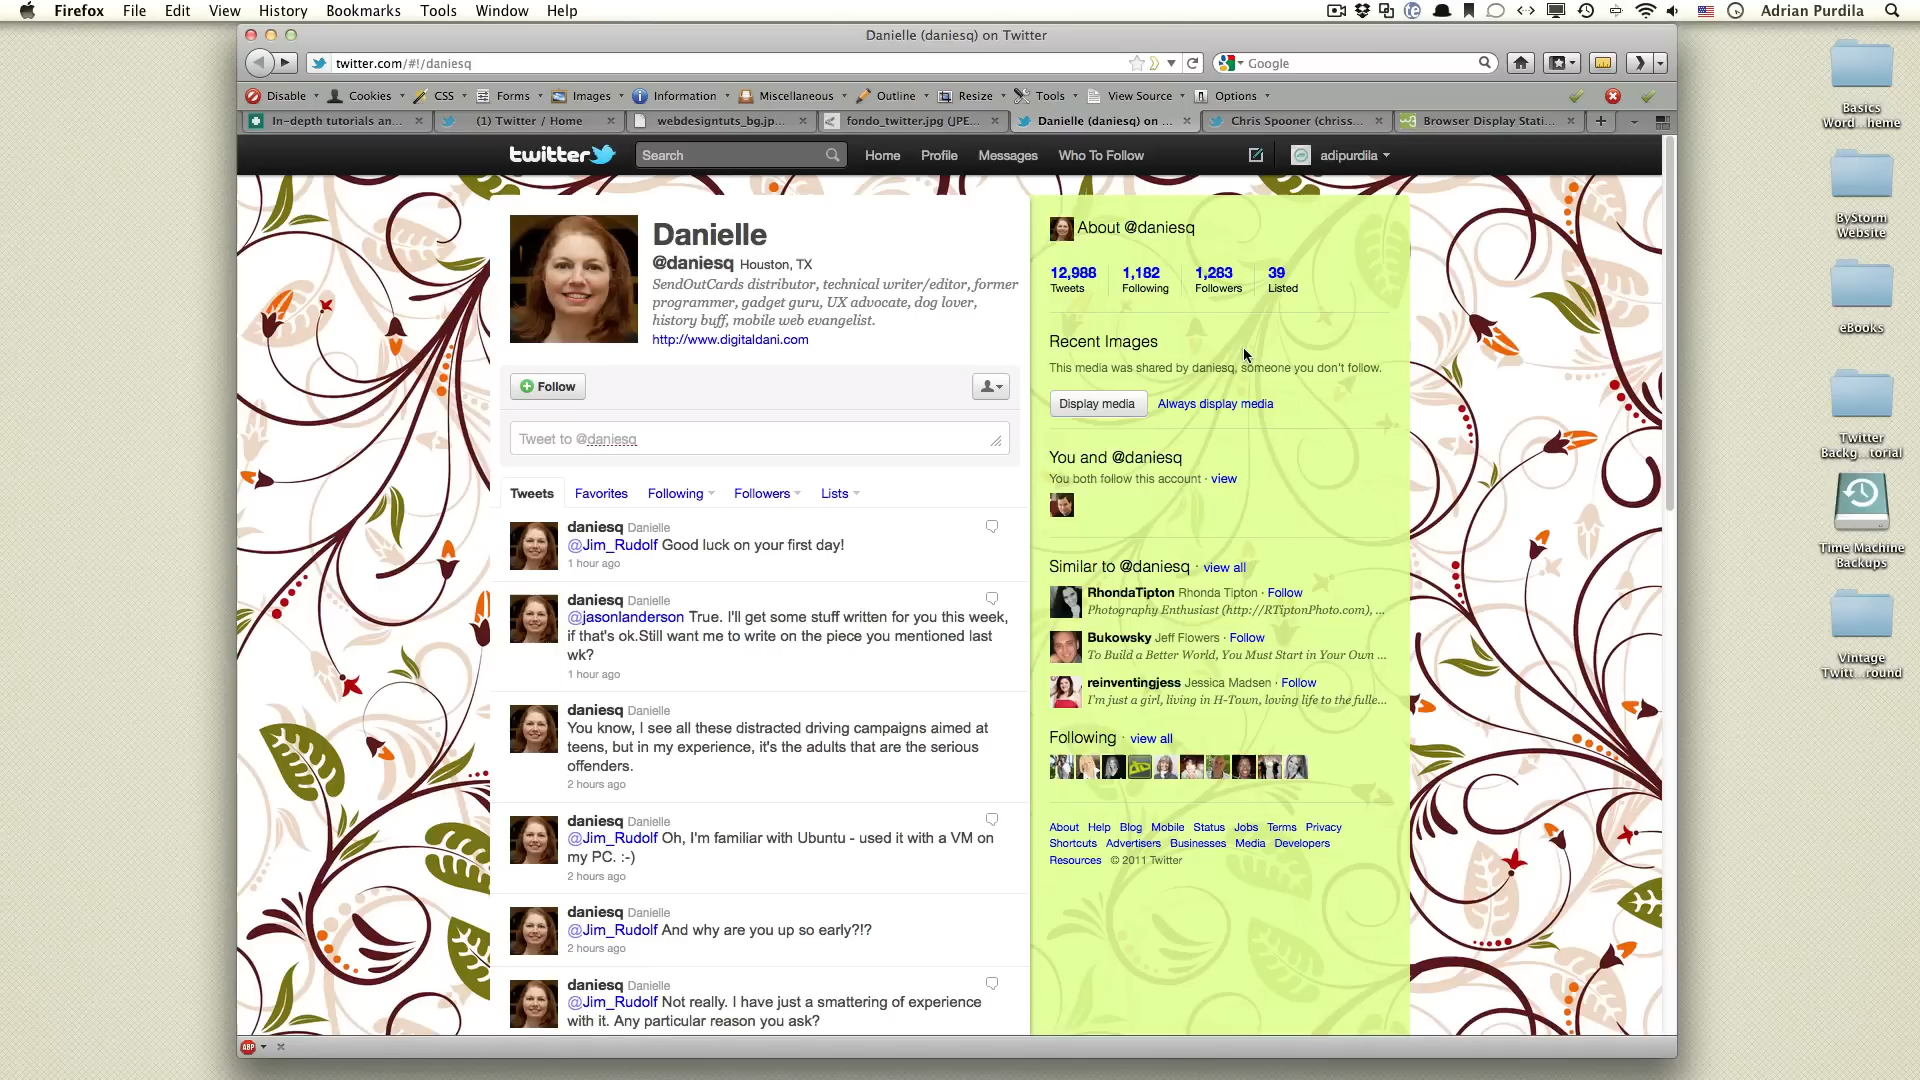 Firefox File Edit View History Bookmarks Tools Window Help
Adrian Purdila
Danielle (daniesq) on Twitter
twitter.com/#!/daniesq
Google
Disable Cookies CSS Forms Images Information Miscellaneous Outline Resize Tools View Source Options
In-depth tutorials an...
(1) Twitter / Home
webdesigntuts_bg.jp...
fondo_twitter.jpg (JPE...
Danielle (daniesq) on ...
Chris Spooner (chriss...
Browser Display Stati...
twitter
Search
Home Profile Messages Who To Follow
adipurdila
Danielle
@daniesq Houston, TX
SendOutCards distributor, technical writer/editor, former
programmer, gadget guru, UX advocate, dog lover,
history buff, mobile web evangelist.
http://www.digitaldani.com
Follow
Tweet to @daniesq
Tweets Favorites Following Followers Lists
daniesq Danielle
@Jim_Rudolf Good luck on your first day!
1 hour ago
daniesq Danielle
@jasonlanderson True. I'll get some stuff written for you this week,
if that's ok.Still want me to write on the piece you mentioned last
wk?
1 hour ago
daniesq Danielle
You know, I see all these distracted driving campaigns aimed at
teens, but in my experience, it's the adults that are the serious
offenders.
2 hours ago
daniesq Danielle
@Jim_Rudolf Oh, I'm familiar with Ubuntu - used it with a VM on
my PC. :-)
2 hours ago
daniesq Danielle
@Jim_Rudolf And why are you up so early?!?
2 hours ago
daniesq Danielle
@Jim_Rudolf Not really. I have just a smattering of experience
with it. Any particular reason you ask?
About @daniesq
12,988 1,182 1,283 39
Tweets Following Followers Listed
Recent Images
This media was shared by daniesq, someone you don't follow.
Display media Always display media
You and @daniesq
You both follow this account · view
Similar to @daniesq · view all
RhondaTipton Rhonda Tipton · Follow
Photography Enthusiast (http://RTiptonPhoto.com), ...
Bukowsky Jeff Flowers · Follow
To Build a Better World, You Must Start in Your Own ...
reinventingjess Jessica Madsen · Follow
I'm just a girl, living in H-Town, loving life to the fulle...
Following · view all
About Help Blog Mobile Status Jobs Terms Privacy
Shortcuts Advertisers Businesses Media Developers
Resources © 2011 Twitter
ABP
Basics
Word...heme
ByStorm
Website
eBooks
Twitter
Backg...torial
Time Machine
Backups
Vintage
Twitt...round